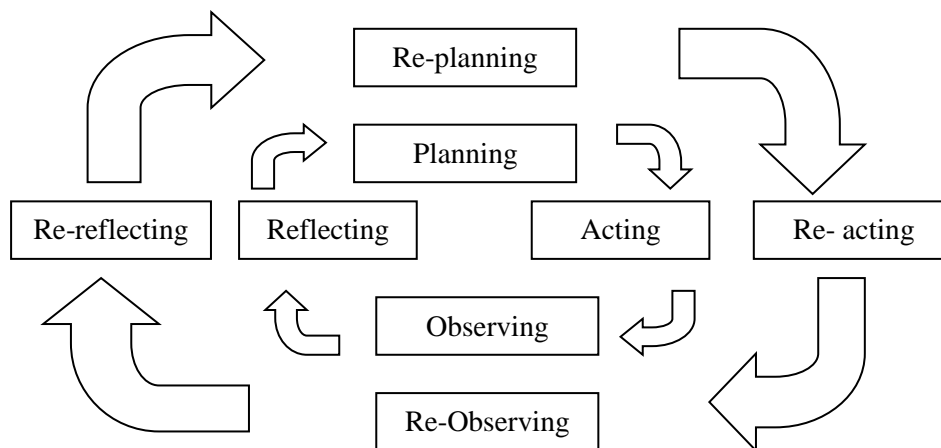 Re-planning
Planning
Re-reflecting
Reflecting
Acting
Re- acting
Observing
Re-Observing